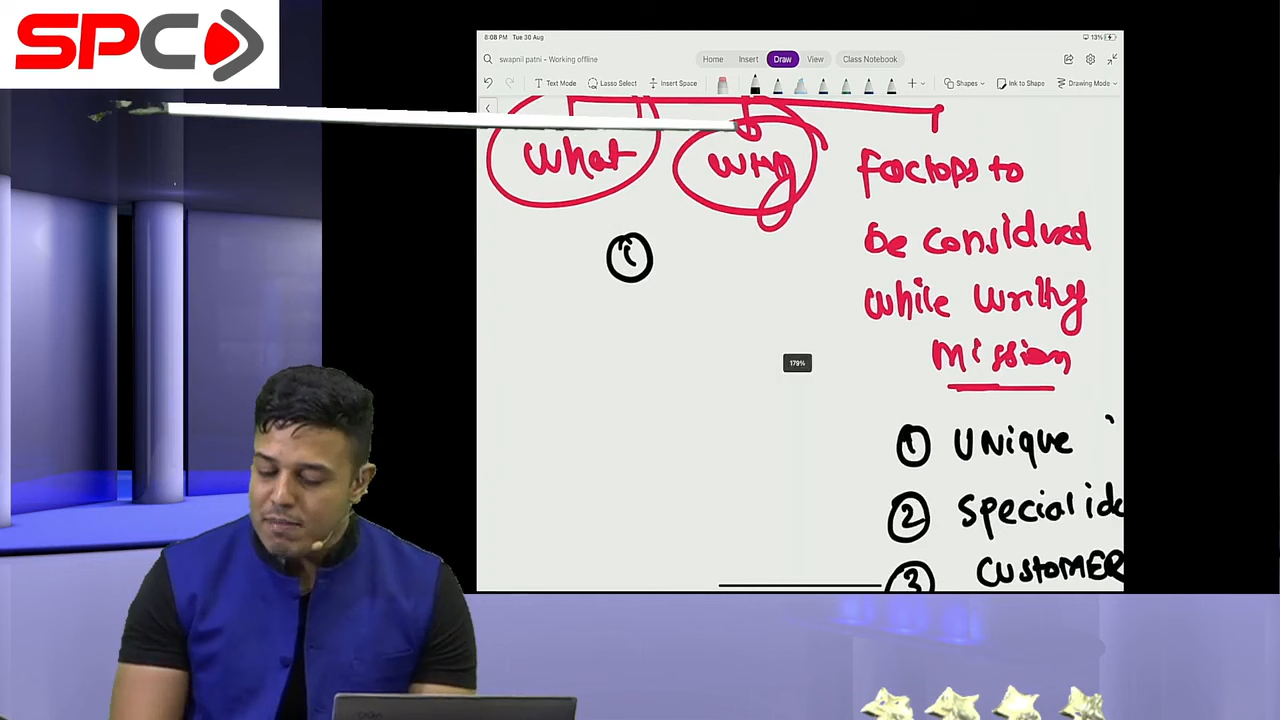 SPC
8:08 PM Tue 30 Aug
13%
swapnil patni - Working offline
Home Insert Draw View Class Notebook
Text Mode Lasso Select Insert Space Shapes Ink to Shape Drawing Mode
What Why
factors to
be considered
while writing
mission
179%
①
① UNique
② Special ide
③ CUSTOMER